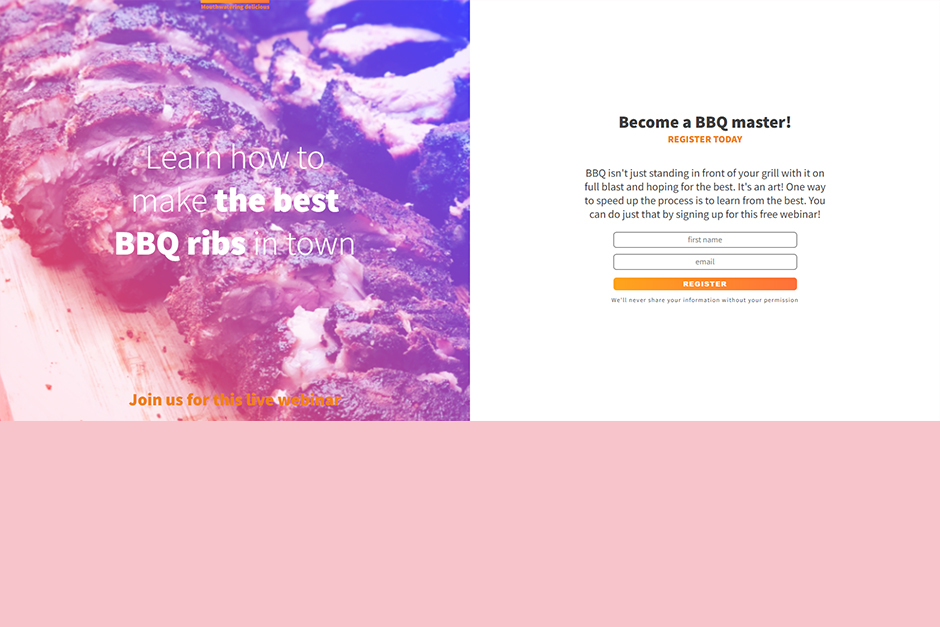 Mouthwatering delicious
Learn how to
make the best
BBQ ribs in town
Join us for this live webinar
Become a BBQ master!
REGISTER TODAY
BBQ isn't just standing in front of your grill with it on
full blast and hoping for the best. It's an art! One way
to speed up the process is to learn from the best. You
can do just that by signing up for this free webinar!
first name
email
REGISTER
We'll never share your information without your permission